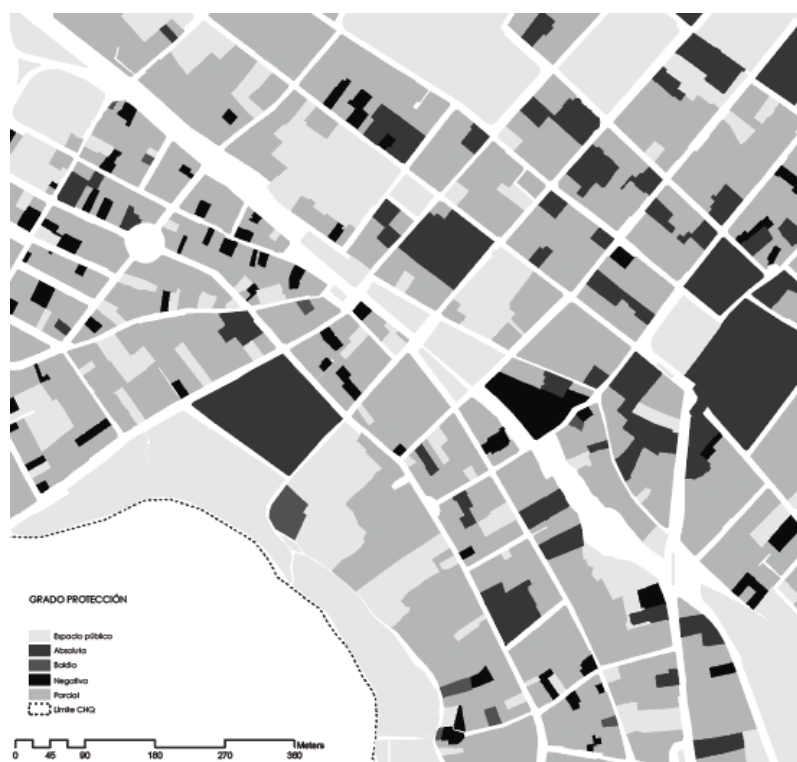 GRADO PROTECCIÓN
Espacio público
Absoluta
Baldío
Negativa
Parcial
Límite CHQ
Meters
0 45 90 180 270 360